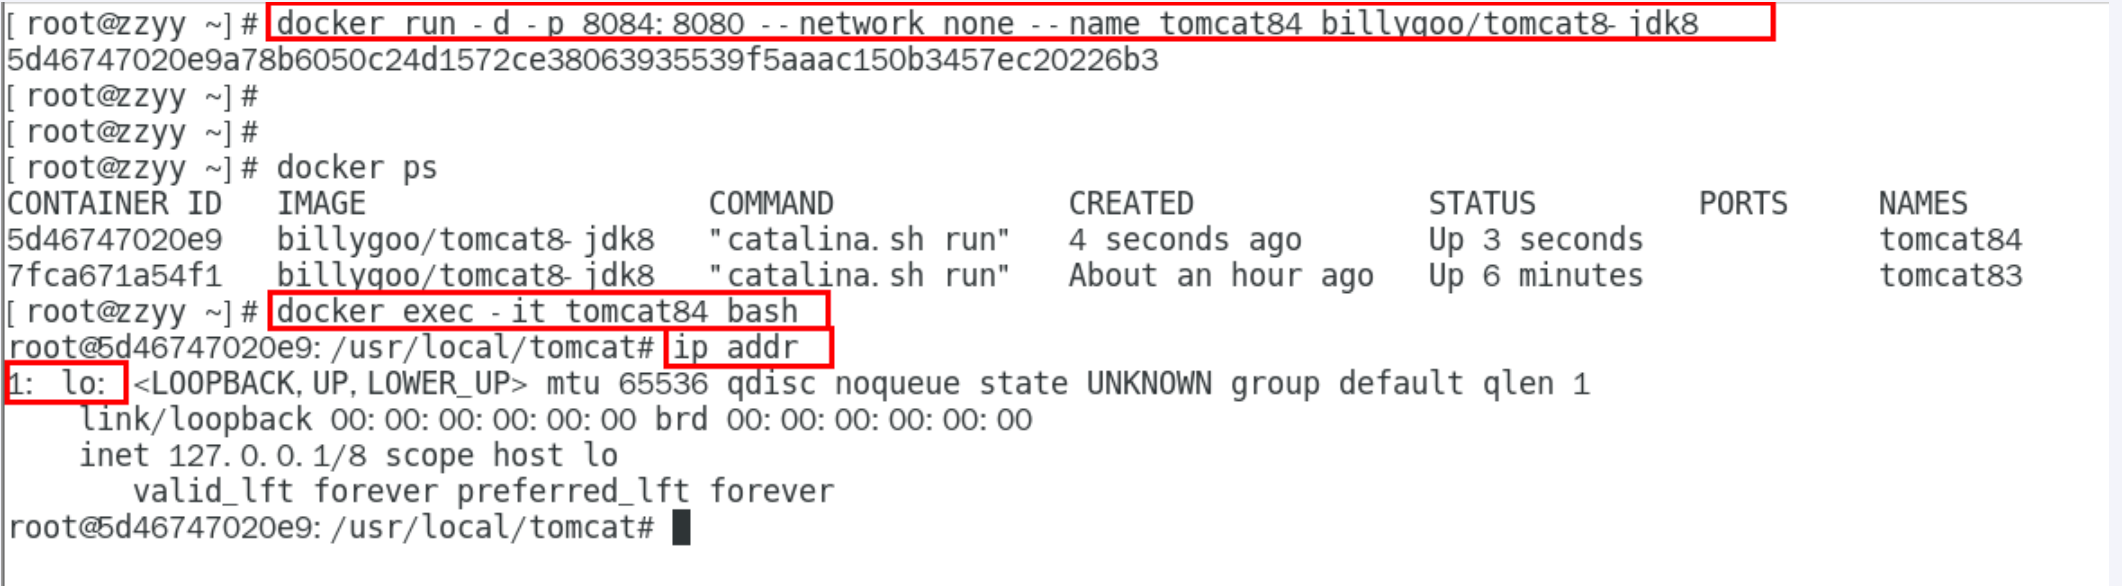 [root@zzyy ~]# docker run -d -p 8084:8080 --network none --name tomcat84 billygoo/tomcat8-jdk8
5d46747020e9a78b6050c24d1572ce38063935539f5aaac150b3457ec20226b3
[root@zzyy ~]#
[root@zzyy ~]#
[root@zzyy ~]# docker ps
CONTAINER ID   IMAGE                   COMMAND             CREATED             STATUS         PORTS     NAMES
5d46747020e9   billygoo/tomcat8-jdk8   "catalina.sh run"   4 seconds ago       Up 3 seconds             tomcat84
7fca671a54f1   billygoo/tomcat8-jdk8   "catalina.sh run"   About an hour ago   Up 6 minutes             tomcat83
[root@zzyy ~]# docker exec -it tomcat84 bash
root@5d46747020e9:/usr/local/tomcat# ip addr
1: lo: <LOOPBACK,UP,LOWER_UP> mtu 65536 qdisc noqueue state UNKNOWN group default qlen 1
    link/loopback 00:00:00:00:00:00 brd 00:00:00:00:00:00
    inet 127.0.0.1/8 scope host lo
       valid_lft forever preferred_lft forever
root@5d46747020e9:/usr/local/tomcat#